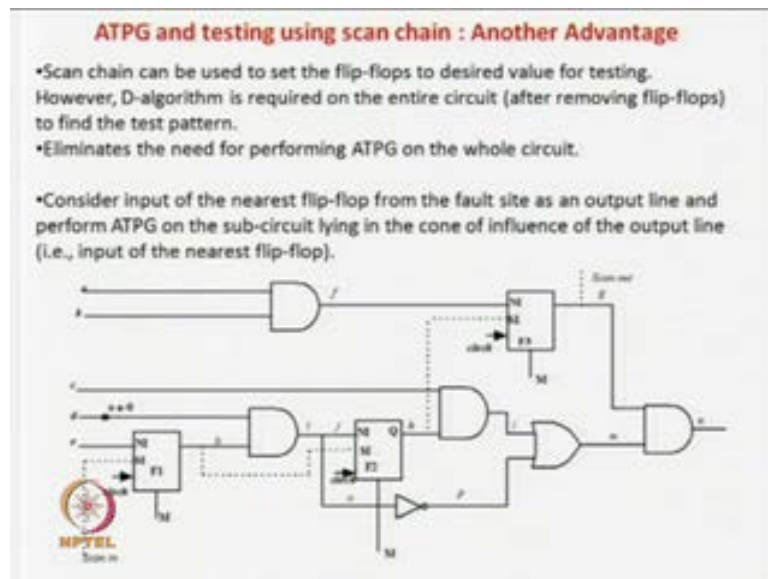 ATPG and testing using scan chain : Another Advantage
•Scan chain can be used to set the flip-flops to desired value for testing.
However, D-algorithm is required on the entire circuit (after removing flip-flops)
to find the test pattern.
•Eliminates the need for performing ATPG on the whole circuit.
•Consider input of the nearest flip-flop from the fault site as an output line and
perform ATPG on the sub-circuit lying in the cone of influence of the output line
(i.e., input of the nearest flip-flop).
Scan out
f
g
NI
F3
M
c
d
e
h
i
j
NI
Q
k
F2
NI
F1
M
o
p
M
NPTEL
Scan in